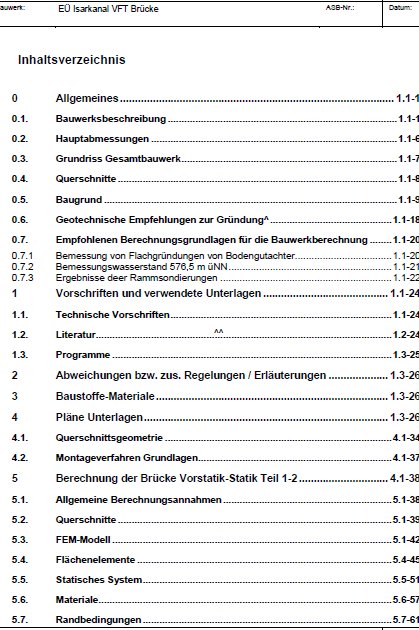 auwerk: EÜ Isarkanal VFT Brücke ASB-Nr.: Datum:
Inhaltsverzeichnis
0 Allgemeines 1.1-1
0.1. Bauwerksbeschreibung 1.1-1
0.2. Hauptabmessungen 1.1-6
0.3. Grundriss Gesamtbauwerk 1.1-7
0.4. Querschnitte 1.1-8
0.5. Baugrund 1.1-9
0.6. Geotechnische Empfehlungen zur Gründung^ 1.1-18
0.7. Empfohlenen Berechnungsgrundlagen für die Bauwerkberechnung 1.1-20
0.7.1 Bemessung von Flachgründungen von Bodengutachter 1.1-20
0.7.2 Bemessungswasserstand 576,5 m üNN 1.1-21
0.7.3 Ergebnisse deer Rammsondierungen 1.1-22
1 Vorschriften und verwendete Unterlagen 1.1-24
1.1. Technische Vorschriften 1.1-24
1.2. Literatur ^^ 1.2-24
1.3. Programme 1.3-25
2 Abweichungen bzw. zus. Regelungen / Erläuterungen 1.3-26
3 Baustoffe-Materiale 1.3-26
4 Pläne Unterlagen 1.3-26
4.1. Querschnittsgeometrie 4.1-34
4.2. Montageverfahren Grundlagen 4.1-37
5 Berechnung der Brücke Vorstatik-Statik Teil 1-2 4.1-38
5.1. Allgemeine Berechnungsannahmen 5.1-38
5.2. Querschnitte 5.1-39
5.3. FEM-Modell 5.1-42
5.4. Flächenelemente 5.4-45
5.5. Statisches System 5.5-51
5.6. Materiale 5.6-57
5.7. Randbedingungen 5.7-61